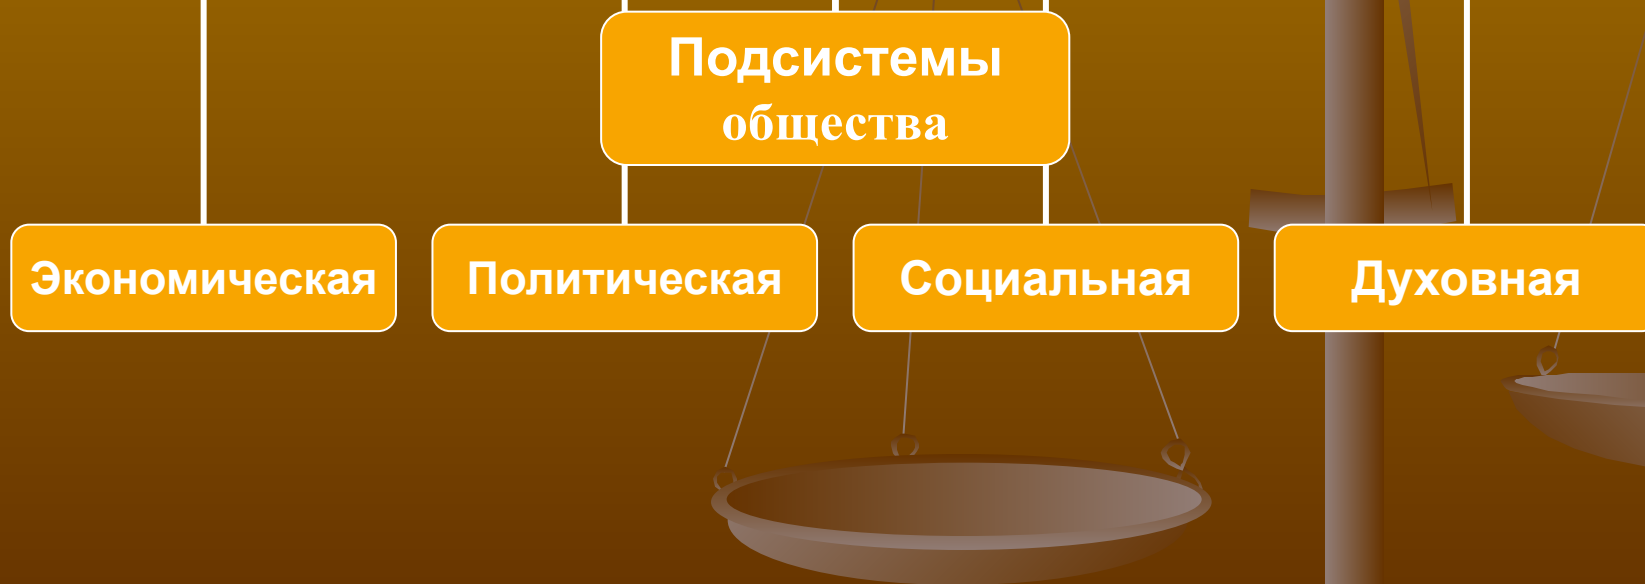 Подсистемы
общества
Экономическая
Политическая
Социальная
Духовная